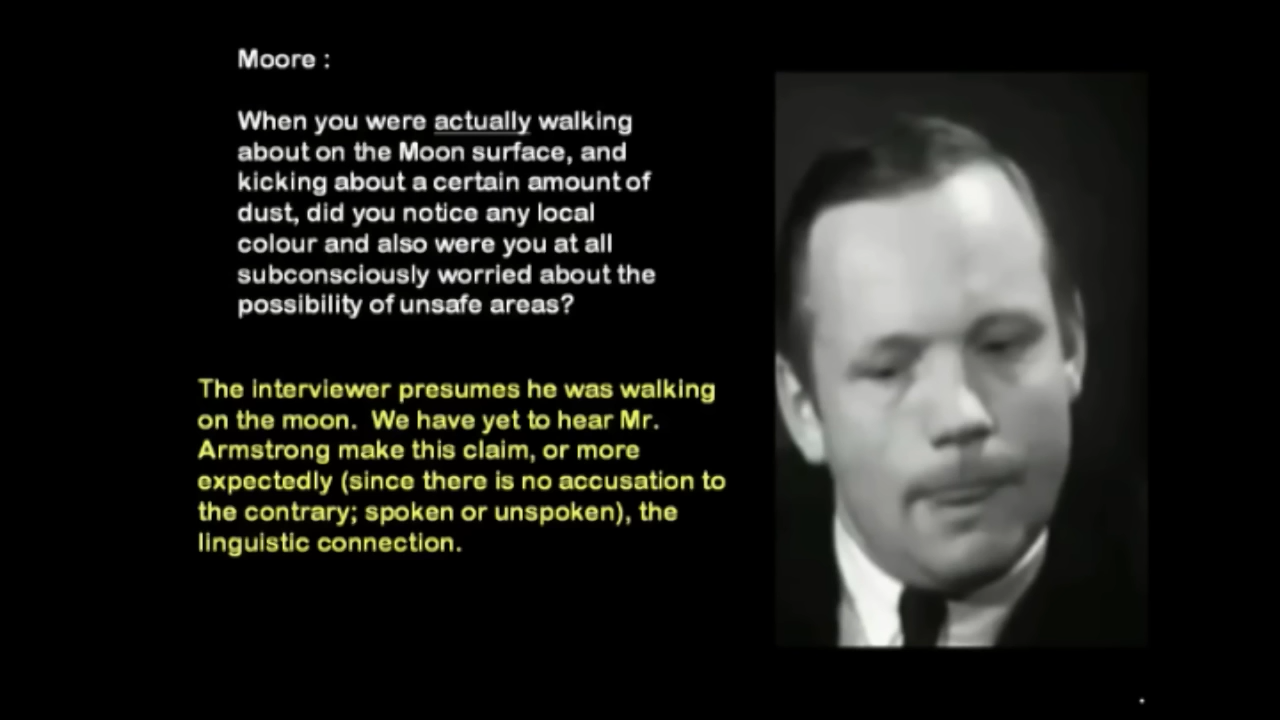 Moore :
When you were actually walking
about on the Moon surface, and
kicking about a certain amount of
dust, did you notice any local
colour and also were you at all
subconsciously worried about the
possibility of unsafe areas?
The interviewer presumes he was walking
on the moon.  We have yet to hear Mr.
Armstrong make this claim, or more
expectedly (since there is no accusation to
the contrary; spoken or unspoken), the
linguistic connection.